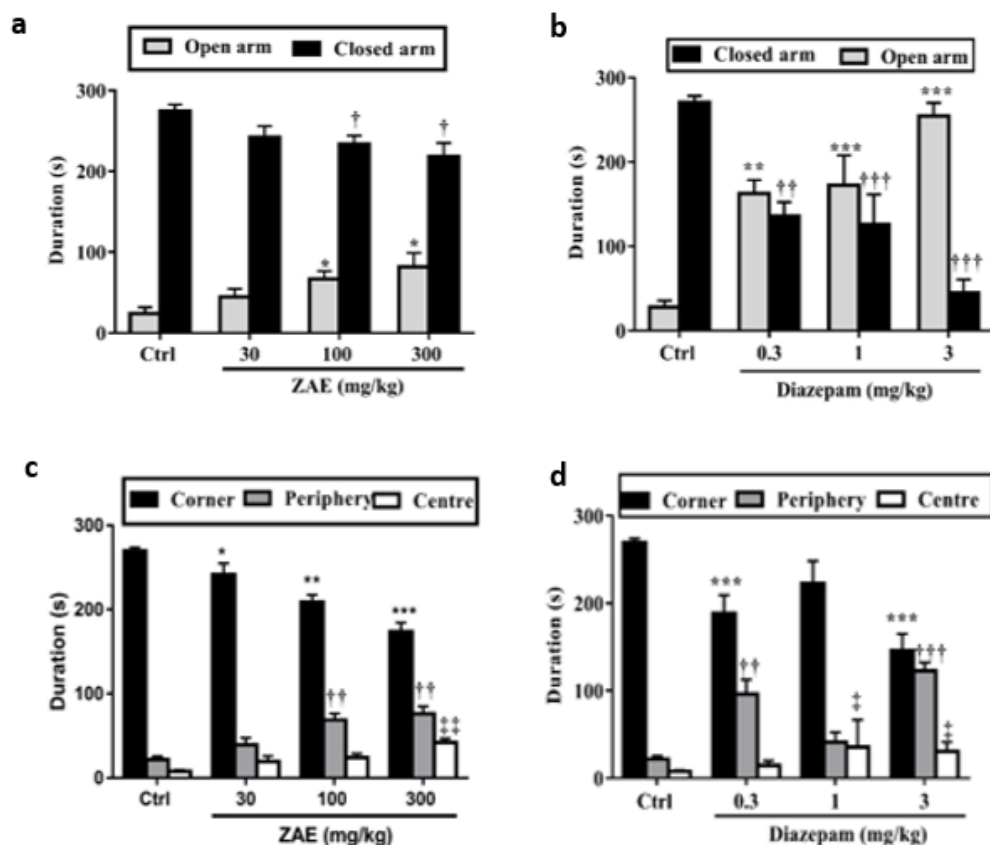 a
Open arm Closed arm
Duration (s)
300
200
100
0
†
†
*
*
Ctrl 30 100 300
ZAE (mg/kg)
b
Closed arm Open arm
Duration (s)
300
200
100
0
***
***
**
†††
††
†††
Ctrl 0.3 1 3
Diazepam (mg/kg)
c
Corner Periphery Centre
Duration (s)
300
200
100
0
*
**
***
††
††
‡‡
Ctrl 30 100 300
ZAE (mg/kg)
d
Corner Periphery Centre
Duration (s)
300
200
100
0
***
***
†††
††
‡
‡
Ctrl 0.3 1 3
Diazepam (mg/kg)